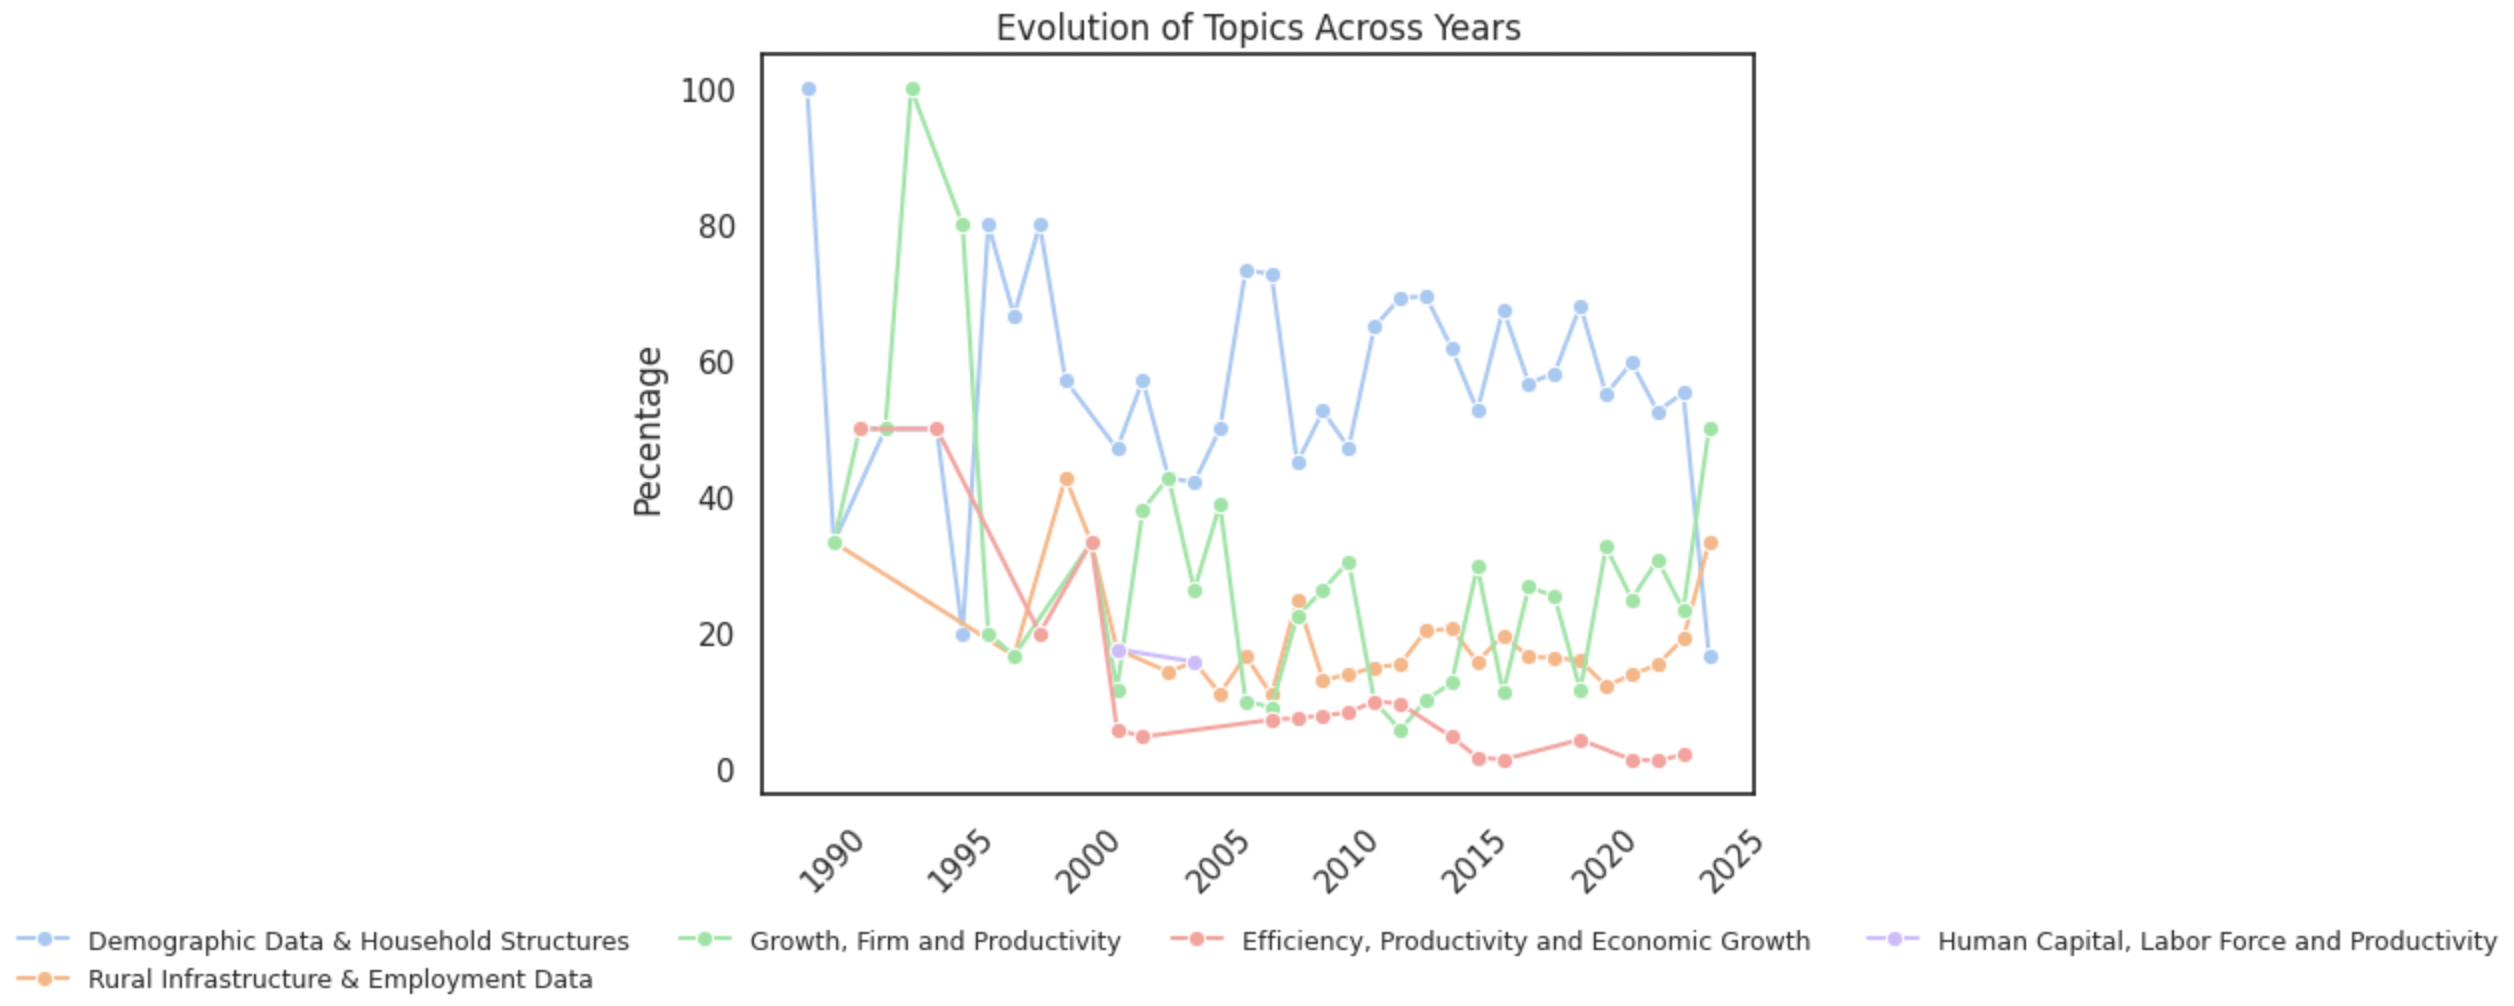 Evolution of Topics Across Years
100
80
60
40
20
0
Pecentage
1990
1995
2000
2005
2010
2015
2020
2025
Demographic Data & Household Structures
Rural Infrastructure & Employment Data
Growth, Firm and Productivity
Efficiency, Productivity and Economic Growth
Human Capital, Labor Force and Productivity